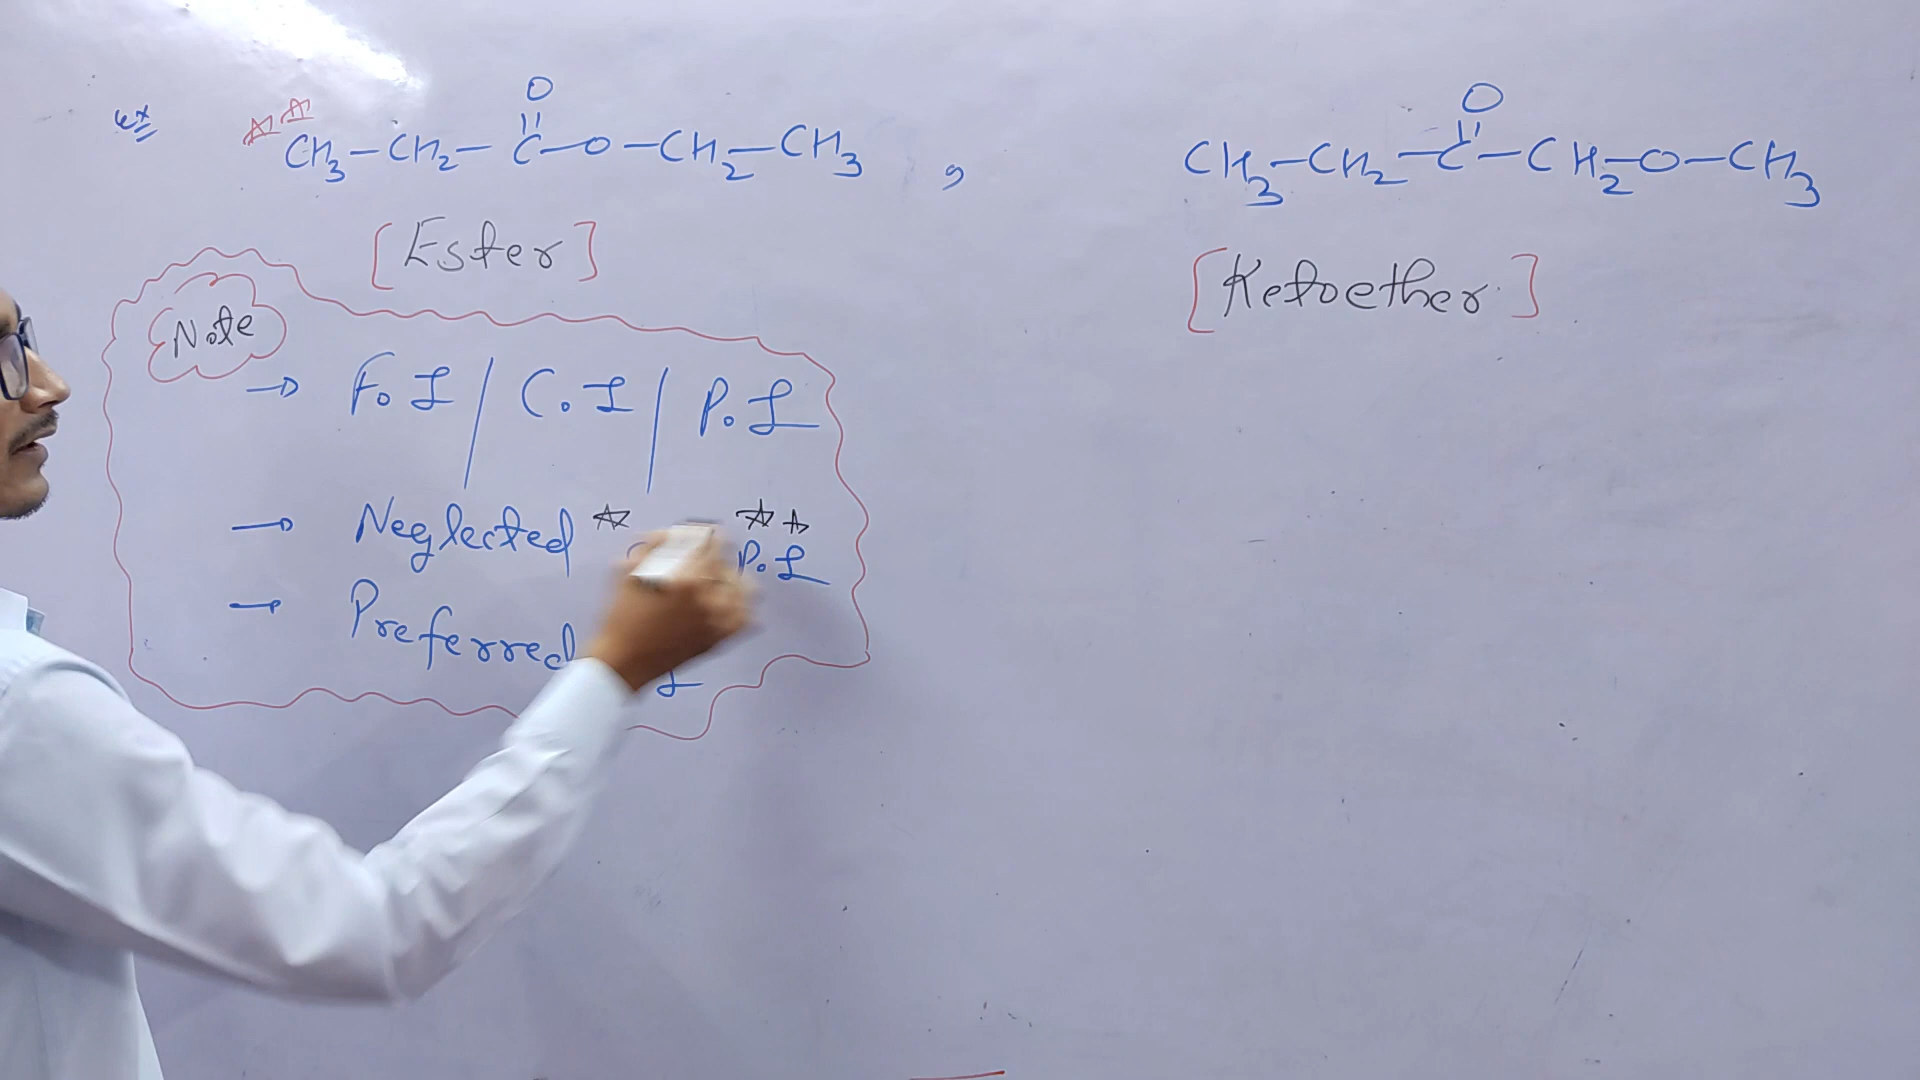 ex CH3-CH2-C-O-CH2-CH3 , CH3-CH2-C-CH2-O-CH3
O O
|| ||
[Ester] [Ketoether]
Note
→ F.I / C.I / P.I
→ Neglected P.I
→ Preferred I